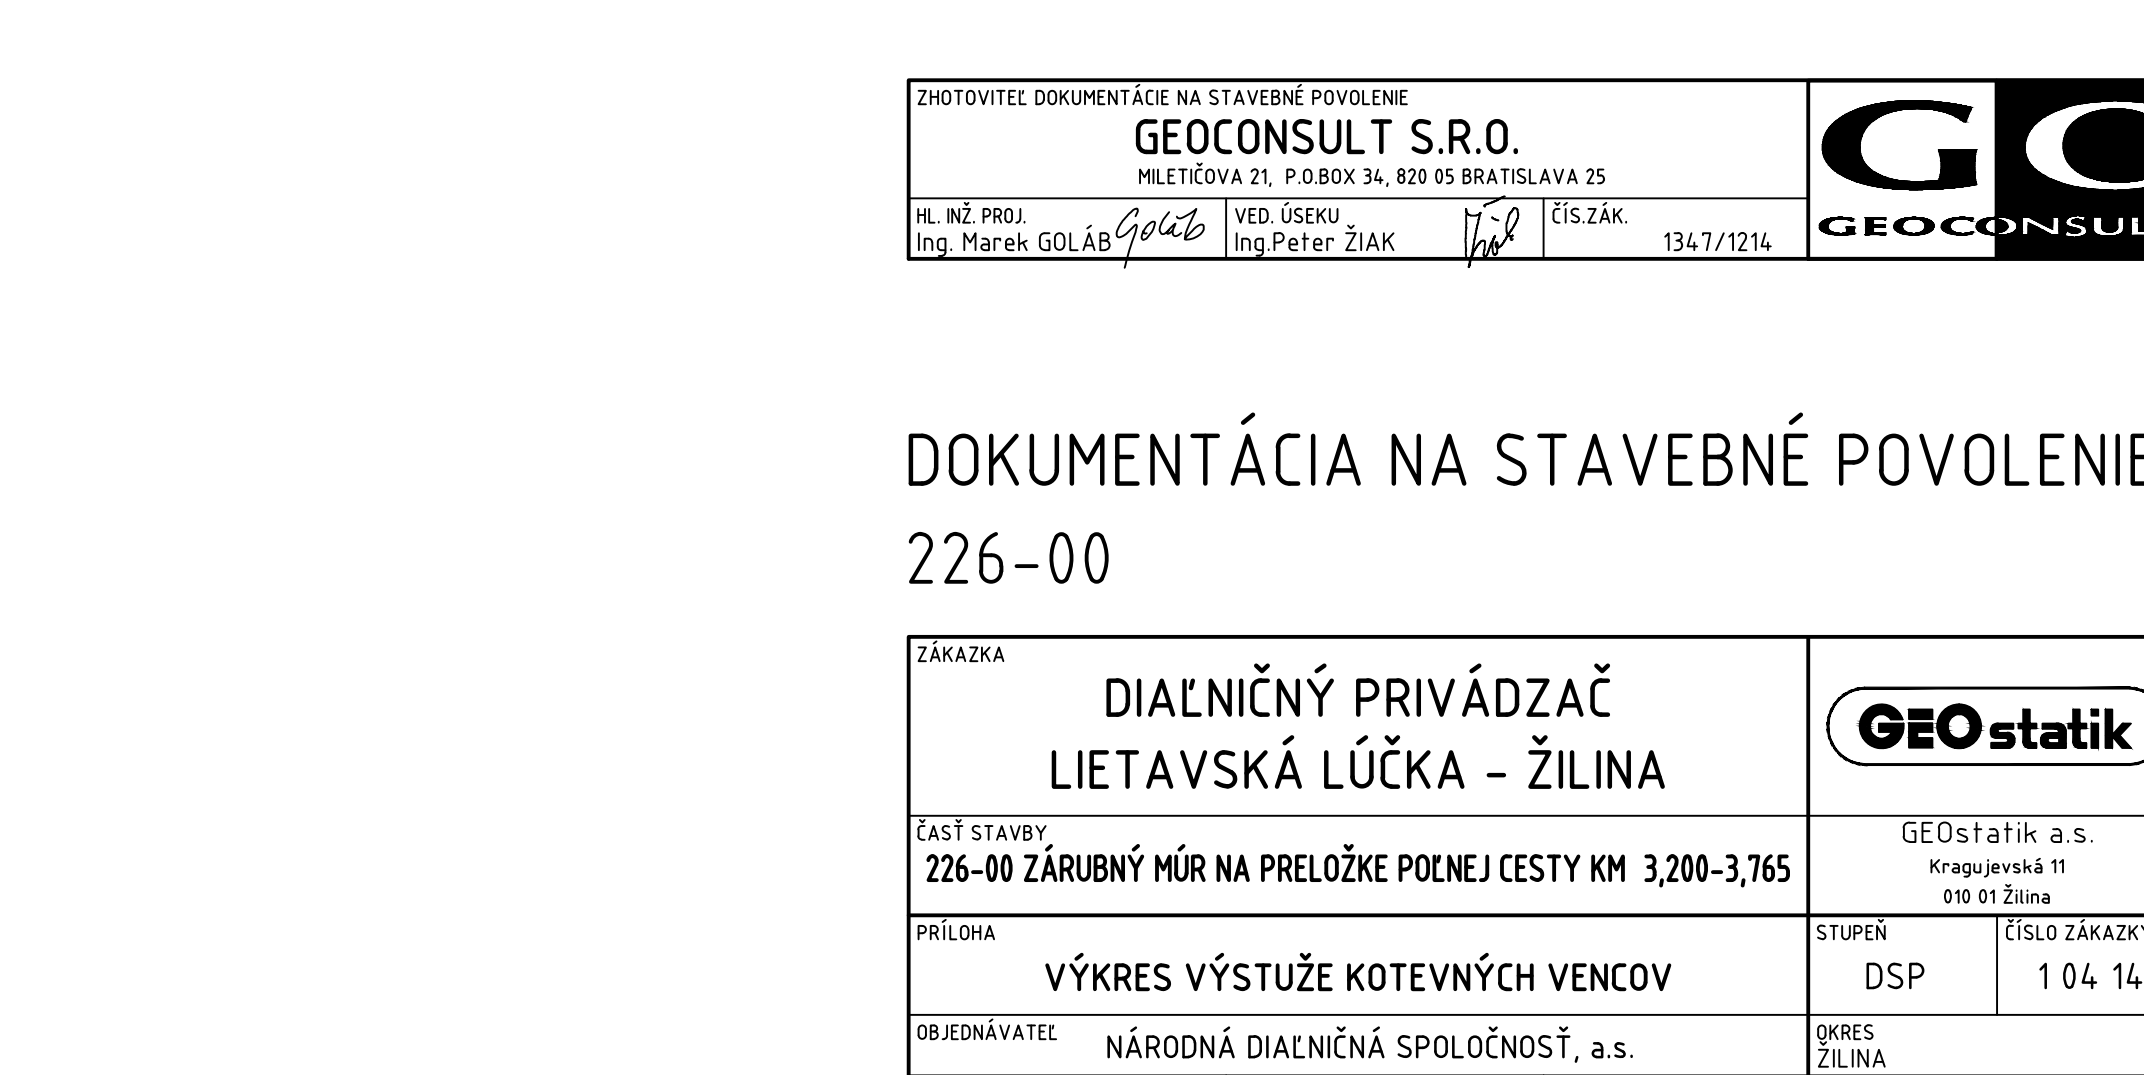 ZHOTOVITEĽ DOKUMENTÁCIE NA STAVEBNÉ POVOLENIE
GEOCONSULT S.R.O.
MILETIČOVA 21, P.O.BOX 34, 820 05 BRATISLAVA 25
HL. INŽ. PROJ.
Ing. Marek GOLÁB
Goláb
VED. ÚSEKU
Ing.Peter ŽIAK
ČÍS.ZÁK.
1347/1214
GEOCONSUL
DOKUMENTÁCIA NA STAVEBNÉ POVOLENIE
226-00
ZÁKAZKA
DIAĽNIČNÝ PRIVÁDZAČ
LIETAVSKÁ LÚČKA - ŽILINA
GEOstatik
ČASŤ STAVBY
226-00 ZÁRUBNÝ MÚR NA PRELOŽKE POĽNEJ CESTY KM 3,200-3,765
GEOstatik a.s.
Kragujevská 11
010 01 Žilina
PRÍLOHA
VÝKRES VÝSTUŽE KOTEVNÝCH VENCOV
STUPEŇ
DSP
ČÍSLO ZÁKAZKY
1 04 14
OBJEDNÁVATEĽ
NÁRODNÁ DIAĽNIČNÁ SPOLOČNOSŤ, a.s.
OKRES
ŽILINA